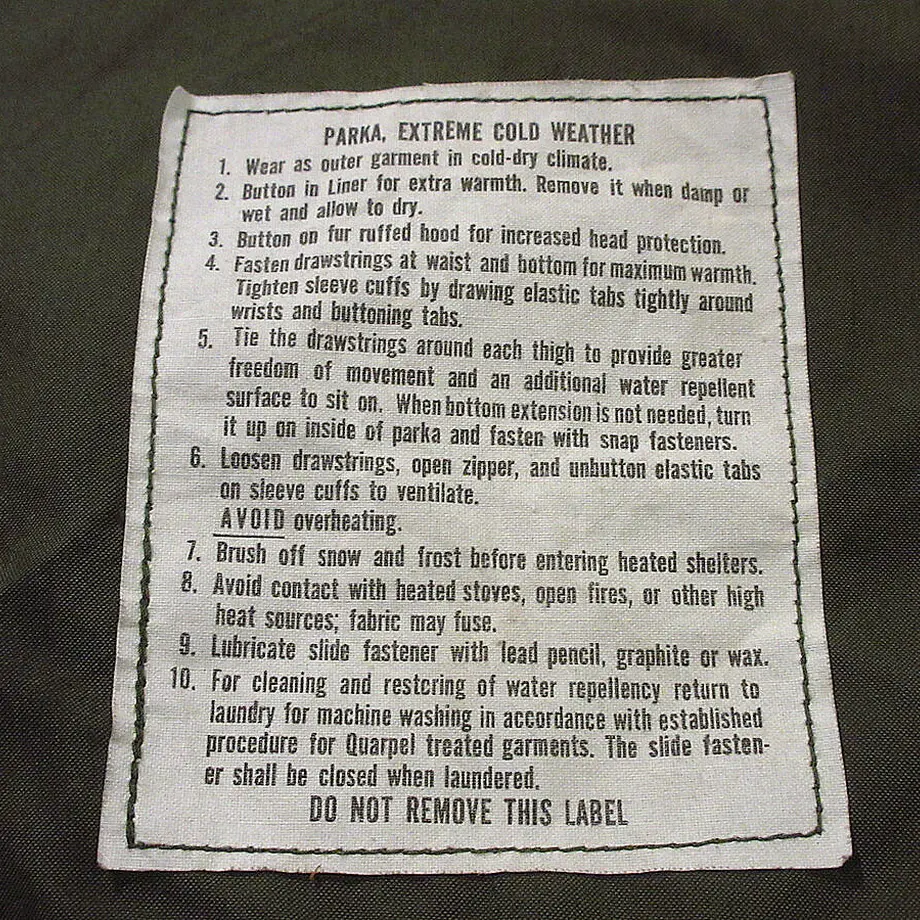 PARKA, EXTREME COLD WEATHER
1. Wear as outer garment in cold-dry climate.
2. Button in Liner for extra warmth. Remove it when damp or
wet and allow to dry.
3. Button on fur ruffed hood for increased head protection.
4. Fasten drawstrings at waist and bottom for maximum warmth.
Tighten sleeve cuffs by drawing elastic tabs tightly around
wrists and buttoning tabs.
5. Tie the drawstrings around each thigh to provide greater
freedom of movement and an additional water repellent
surface to sit on. When bottom extension is not needed, turn
it up on inside of parka and fasten with snap fasteners.
6. Loosen drawstrings, open zipper, and unbutton elastic tabs
on sleeve cuffs to ventilate.
AVOID overheating.
7. Brush off snow and frost before entering heated shelters.
8. Avoid contact with heated stoves, open fires, or other high
heat sources; fabric may fuse.
9. Lubricate slide fastener with lead pencil, graphite or wax.
10. For cleaning and restoring of water repellency return to
laundry for machine washing in accordance with established
procedure for Quarpel treated garments. The slide fasten-
er shall be closed when laundered.
DO NOT REMOVE THIS LABEL